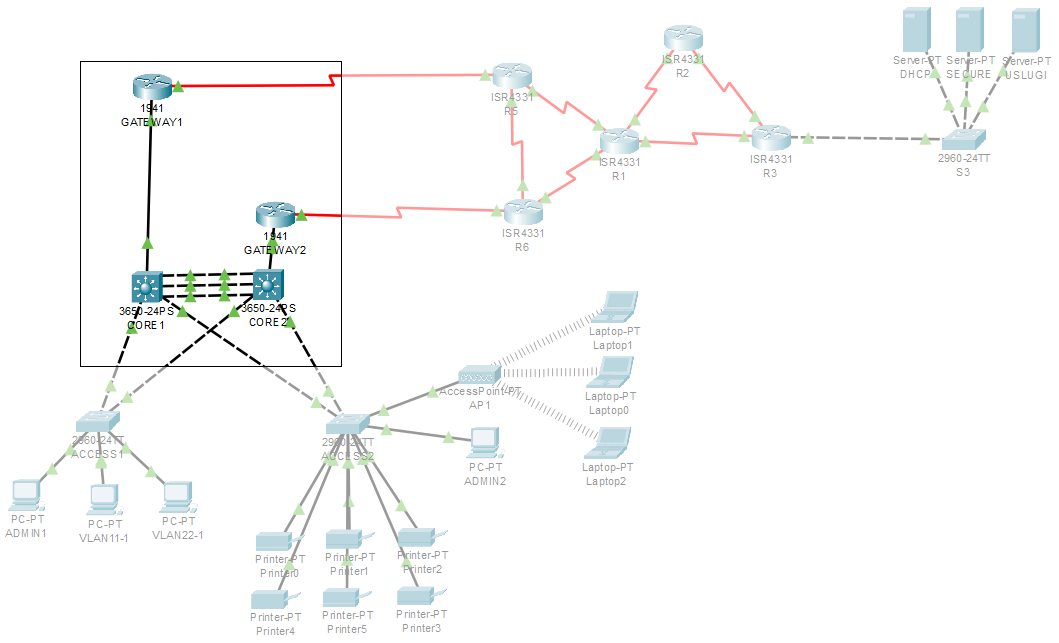 ISR4331
R2
Server-PT
DHCP
Server-PT
SECURE
Server-PT
USLUGI
1941
GATEWAY1
ISR4331
R5
ISR4331
R1
ISR4331
R3
2960-24TT
S3
1941
GATEWAY2
ISR4331
R6
3650-24PS
CORE1
3650-24PS
CORE2
Laptop-PT
Laptop1
AccessPoint-PT
AP1
Laptop-PT
Laptop0
2960-24TT
ACCESS1
2960-24TT
ACCESS2
PC-PT
ADMIN2
Laptop-PT
Laptop2
PC-PT
ADMIN1
PC-PT
VLAN11-1
PC-PT
VLAN22-1
Printer-PT
Printer0
Printer-PT
Printer1
Printer-PT
Printer2
Printer-PT
Printer4
Printer-PT
Printer5
Printer-PT
Printer3